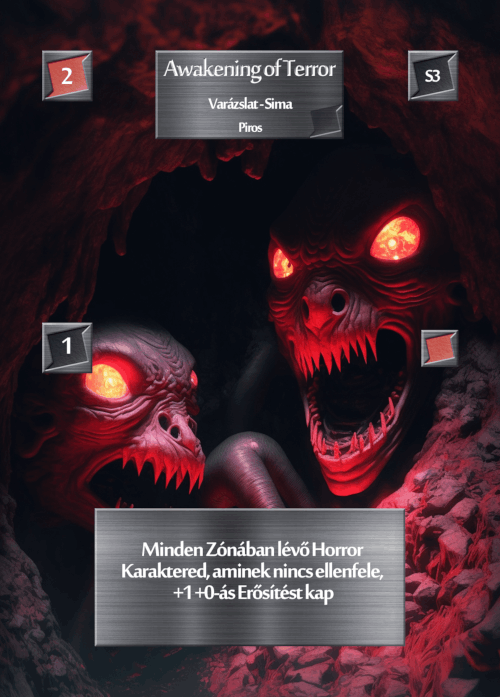 2
Awakening of Terror
S3
Varázslat - Sima
Piros
1
Minden Zónában lévő Horror
Karaktered, aminek nincs ellenfele,
+1 +0-ás Erősítést kap